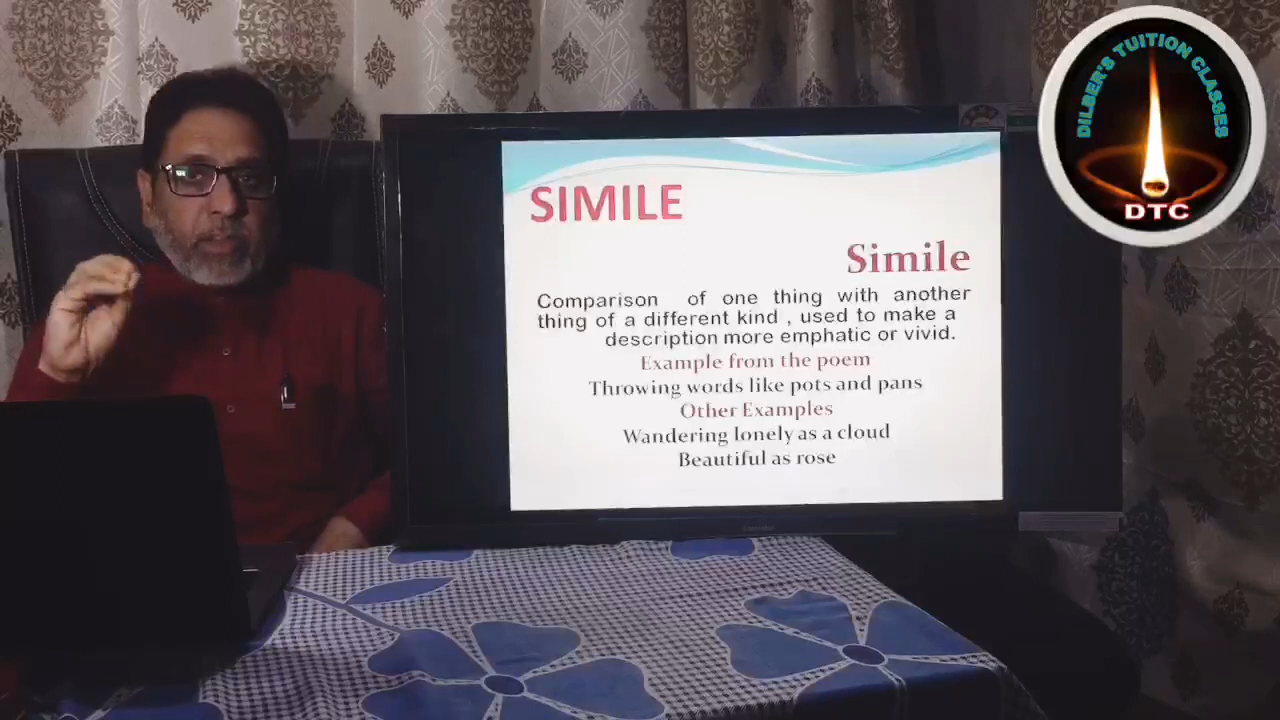 SIMILE
Simile
Comparison of one thing with another
thing of a different kind , used to make a
description more emphatic or vivid.
Example from the poem
Throwing words like pots and pans
Other Examples
Wandering lonely as a cloud
Beautiful as rose
DILBER'S TUITION CLASSES
DTC